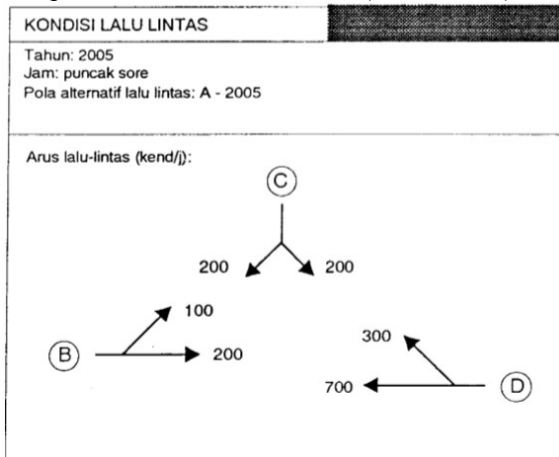 KONDISI LALU LINTAS
Tahun: 2005
Jam: puncak sore
Pola alternatif lalu lintas: A - 2005
Arus lalu-lintas (kend/j):
C
200 200
100
B 200
300
700 D